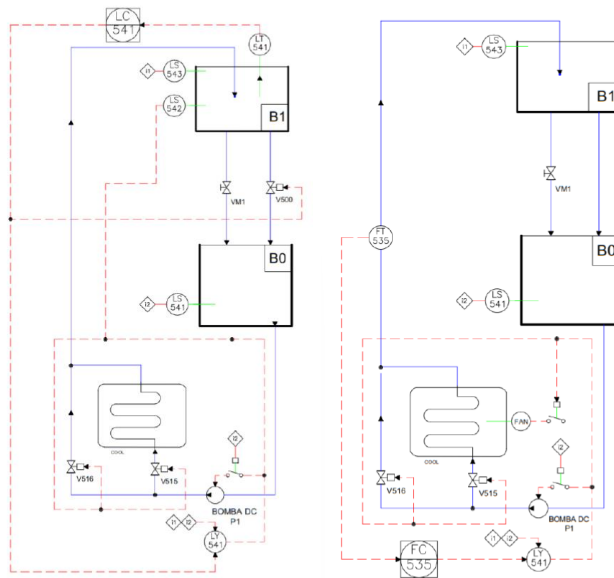 LC
541
LT
541
I1
LS
543
LS
542
B1
VM1
V500
B0
I2
LS
541
COOL
I3
V516
V515
BOMBA DC
P1
I1
I2
LY
541
I1
LS
543
B1
VM1
FT
535
B0
I2
LS
541
FAN
COOL
I2
V516
V515
BOMBA DC
P1
I1
I2
FC
535
LY
541